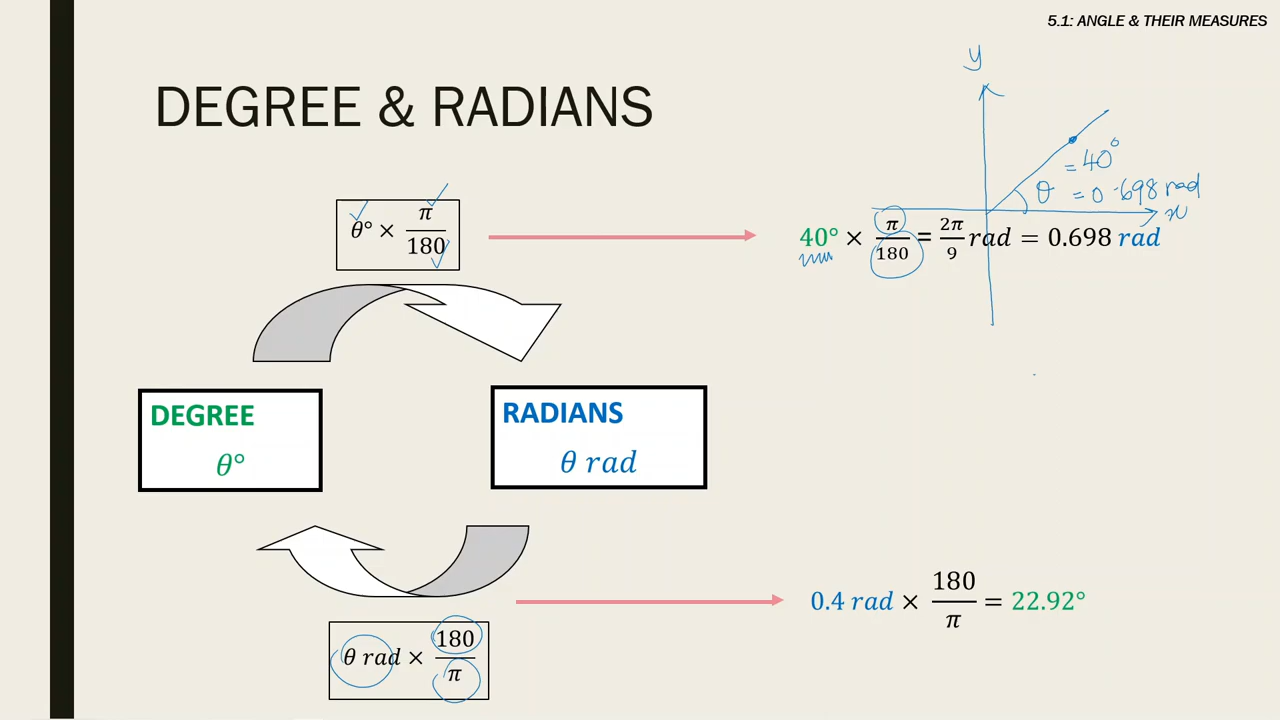 5.1: ANGLE & THEIR MEASURES
DEGREE & RADIANS
y
= 40°
θ = 0.698 rad
x
θ° × π/180
40° × π/180 = 2π/9 rad = 0.698 rad
DEGREE
θ°
RADIANS
θ rad
0.4 rad × 180/π = 22.92°
θ rad × 180/π